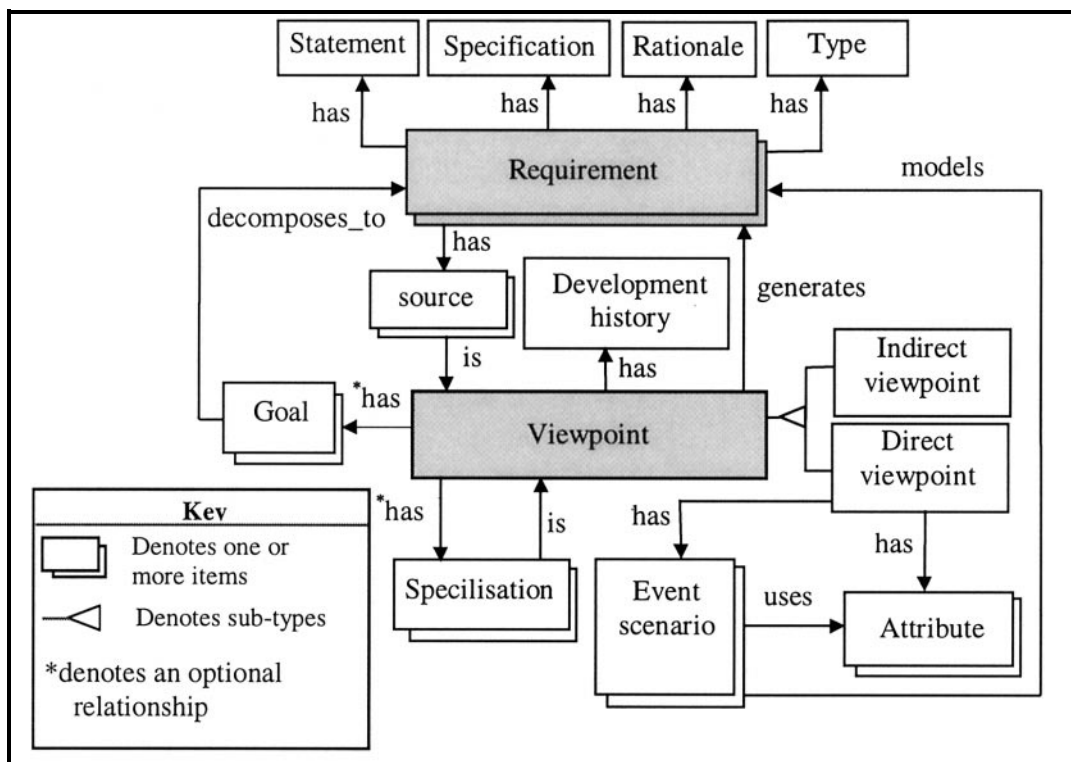 Statement
Specification
Rationale
Type
has
has
has
has
Requirement
models
decomposes_to
has
source
Development
history
generates
is
has
Indirect
viewpoint
*has
Goal
Viewpoint
Direct
viewpoint
*has
is
has
has
Specilisation
Event
scenario
uses
Attribute
Kev
Denotes one or
more items
Denotes sub-types
*denotes an optional
relationship